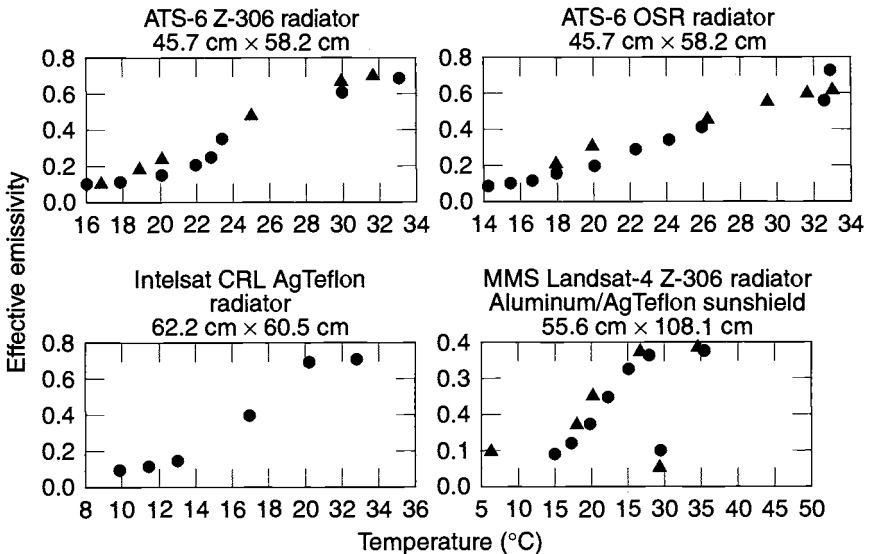 ATS-6 Z-306 radiator
45.7 cm × 58.2 cm
0.8
0.6
0.4
0.2
0.0
16 18 20 22 24 26 28 30 32 34
ATS-6 OSR radiator
45.7 cm × 58.2 cm
0.8
0.6
0.4
0.2
0.0
14 16 18 20 22 24 26 28 30 32 34
Effective emissivity
Intelsat CRL AgTeflon
radiator
62.2 cm × 60.5 cm
0.8
0.6
0.4
0.2
0.0
8 10 12 14 16 18 20 22 28 32 34
MMS Landsat-4 Z-306 radiator
Aluminum/AgTeflon sunshield
55.6 cm × 108.1 cm
0.4
0.3
0.4
0.1
0.0
5 15 10 20 15 25 30 35 40 45 50
Temperature (°C)